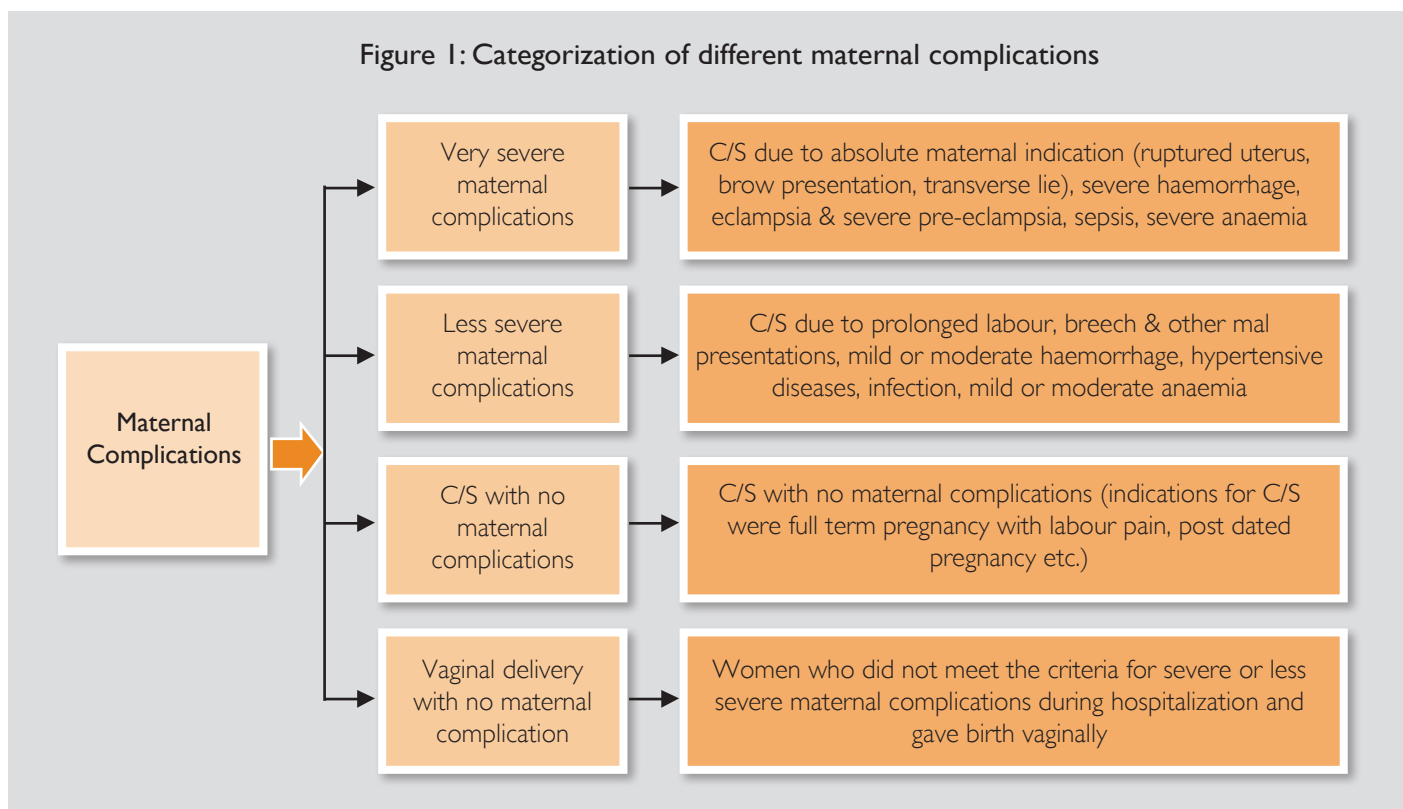 Figure 1: Categorization of different maternal complications
Maternal
Complications
Very severe
maternal
complications
C/S due to absolute maternal indication (ruptured uterus,
brow presentation, transverse lie), severe haemorrhage,
eclampsia & severe pre-eclampsia, sepsis, severe anaemia
Less severe
maternal
complications
C/S due to prolonged labour, breech & other mal
presentations, mild or moderate haemorrhage, hypertensive
diseases, infection, mild or moderate anaemia
C/S with no
maternal
complications
C/S with no maternal complications (indications for C/S
were full term pregnancy with labour pain, post dated
pregnancy etc.)
Vaginal delivery
with no maternal
complication
Women who did not meet the criteria for severe or less
severe maternal complications during hospitalization and
gave birth vaginally